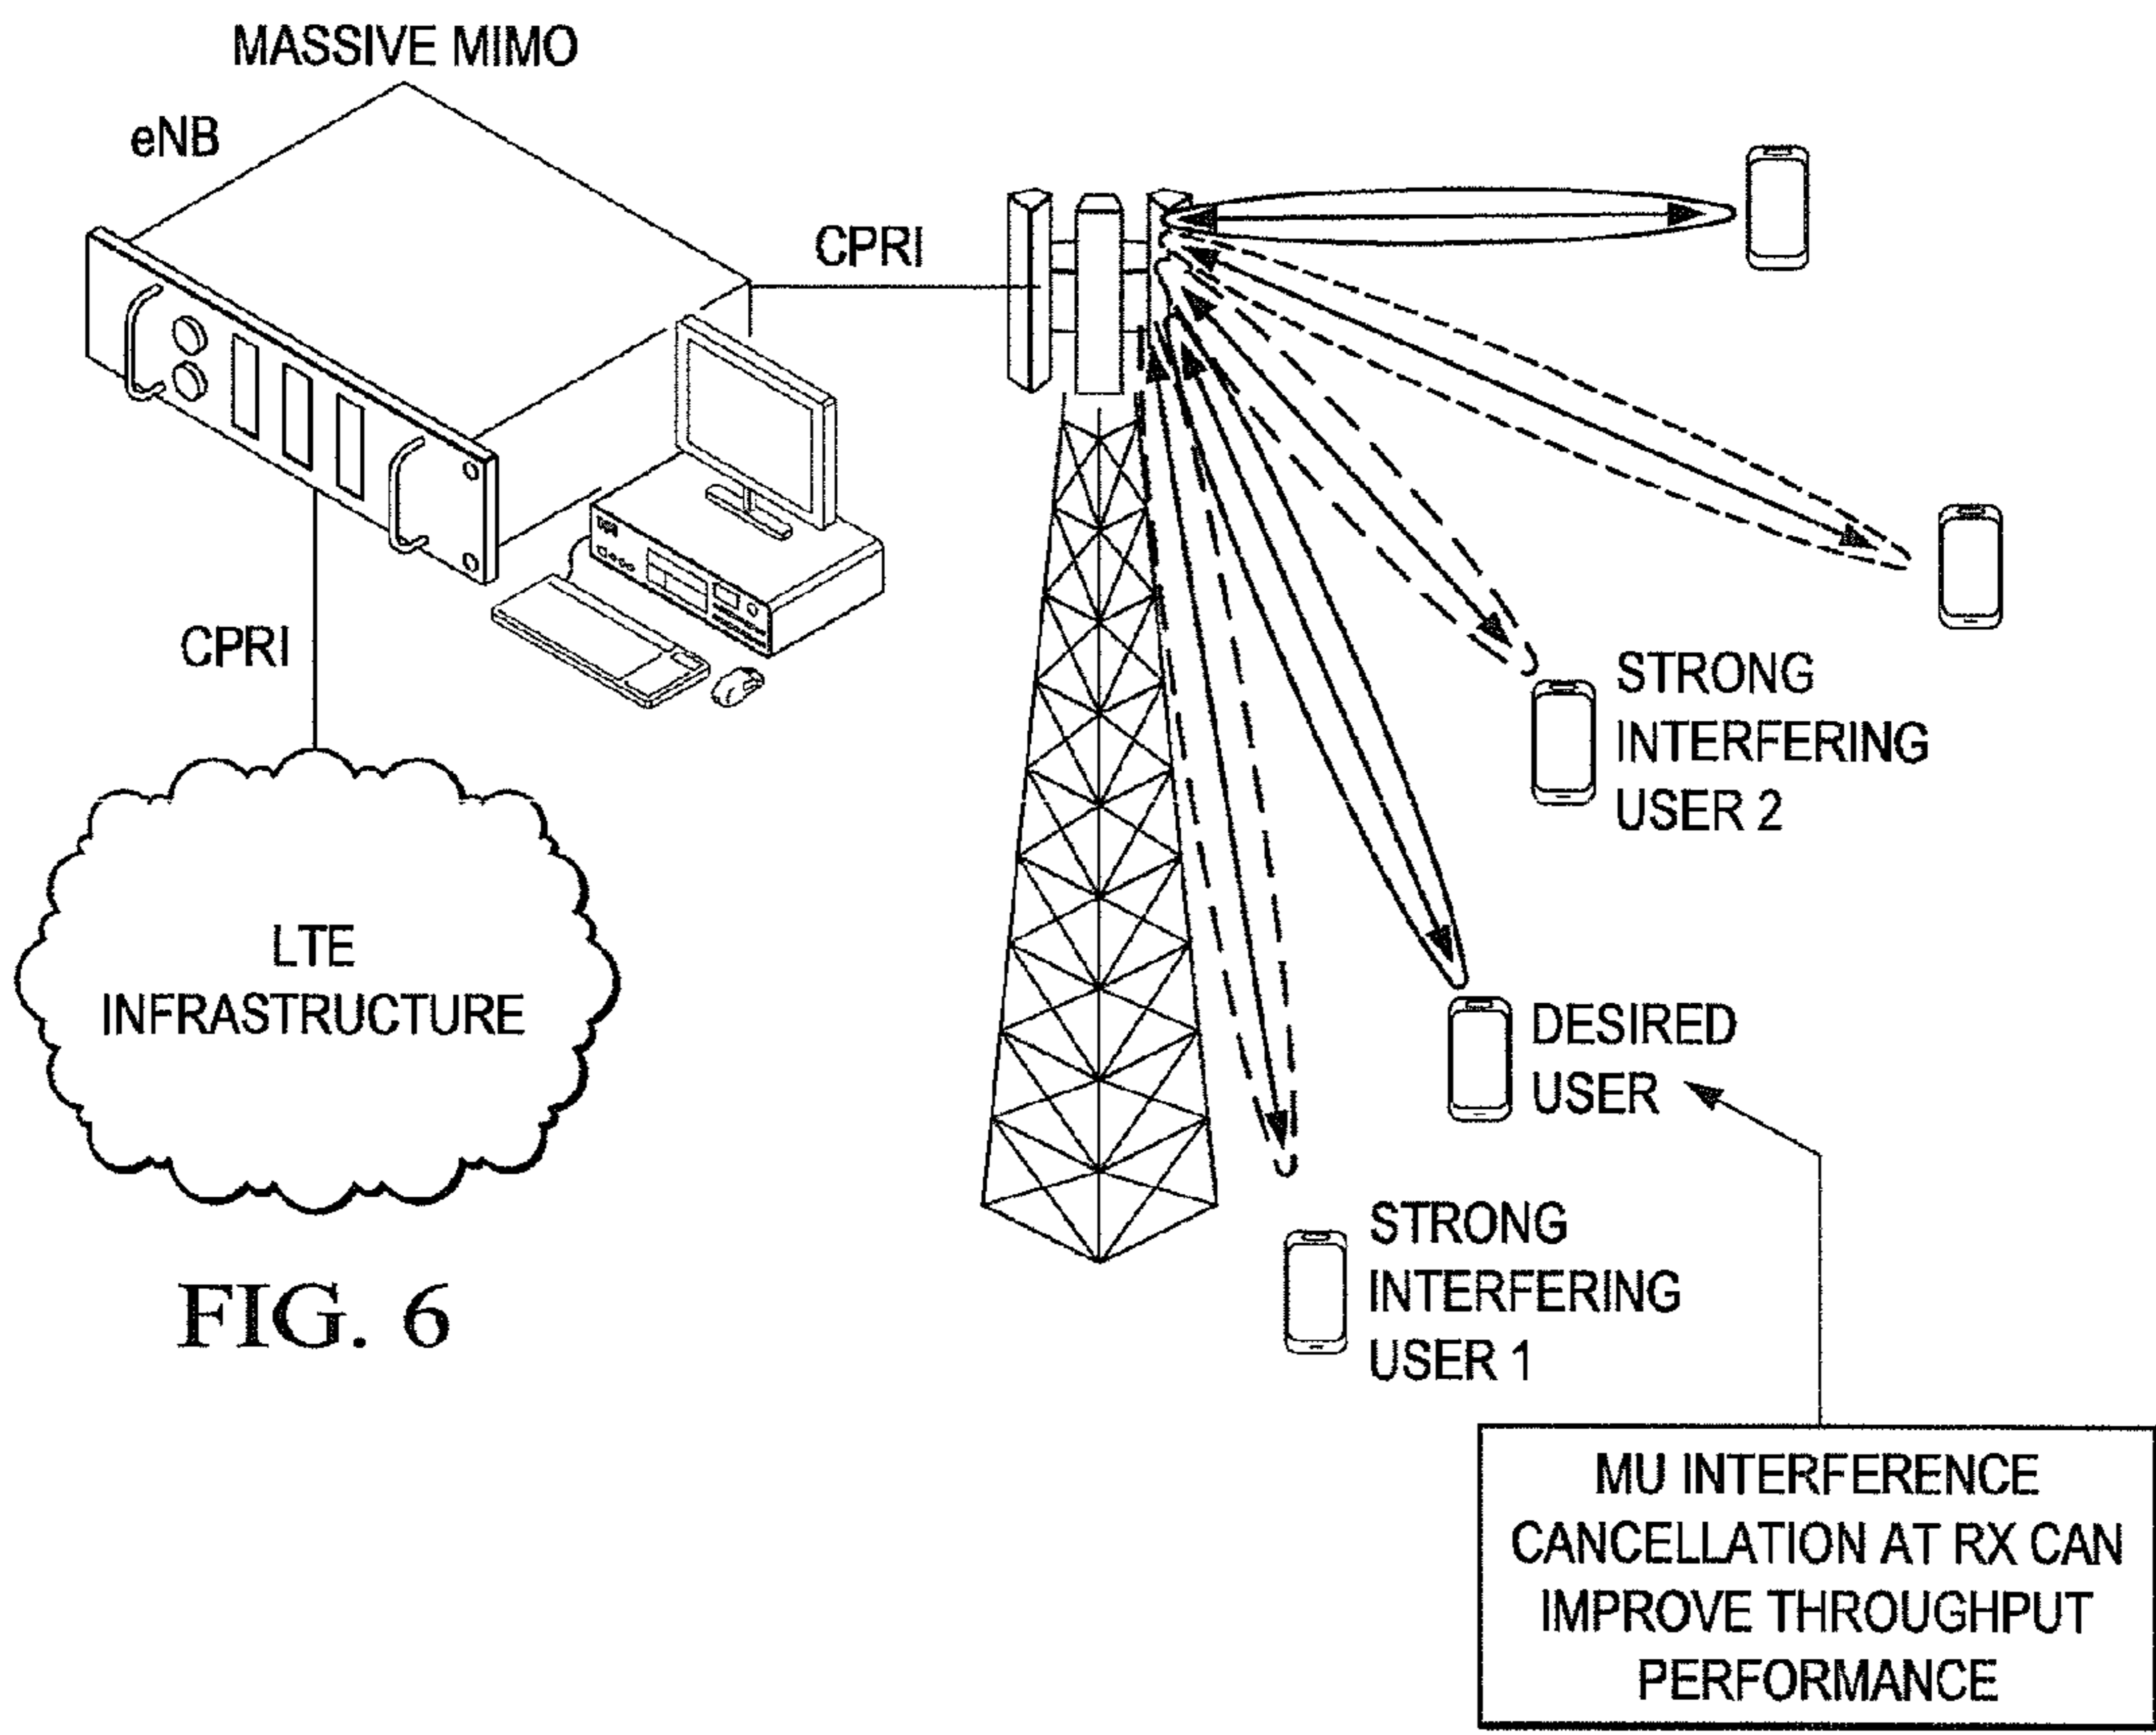 MASSIVE MIMO
eNB
CPRI
CPRI
LTE
INFRASTRUCTURE
STRONG
INTERFERING
USER 2
DESIRED
USER
STRONG
INTERFERING
USER 1
MU INTERFERENCE
CANCELLATION AT RX CAN
IMPROVE THROUGHPUT
PERFORMANCE
FIG. 6